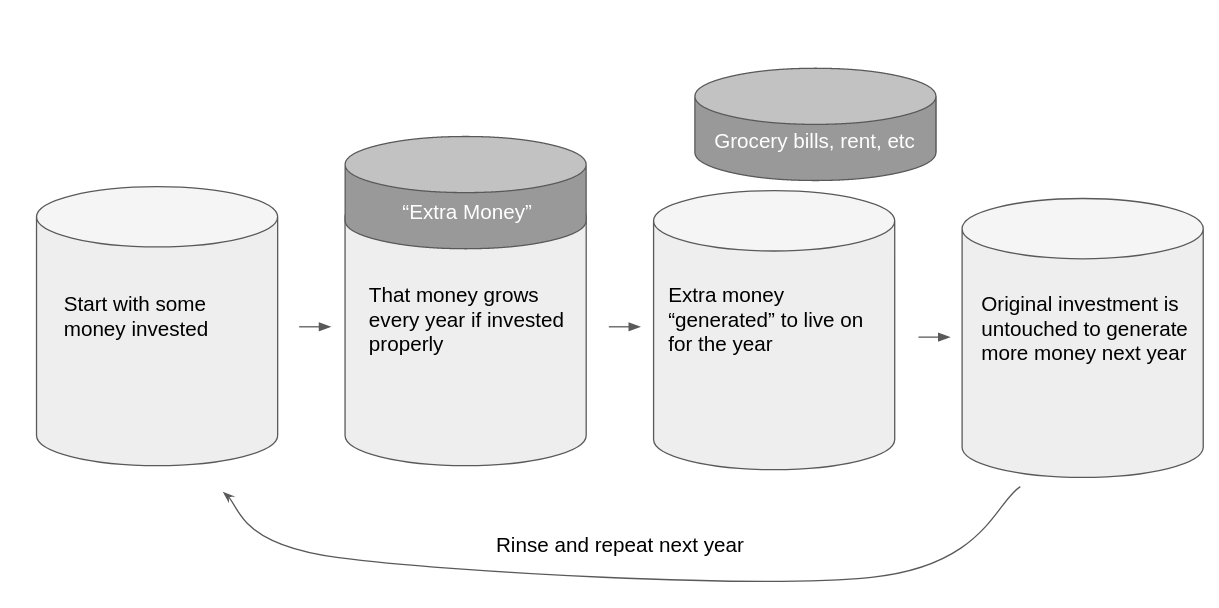 Grocery bills, rent, etc
“Extra Money”
Start with some
money invested
That money grows
every year if invested
properly
Extra money
“generated” to live on
for the year
Original investment is
untouched to generate
more money next year
Rinse and repeat next year